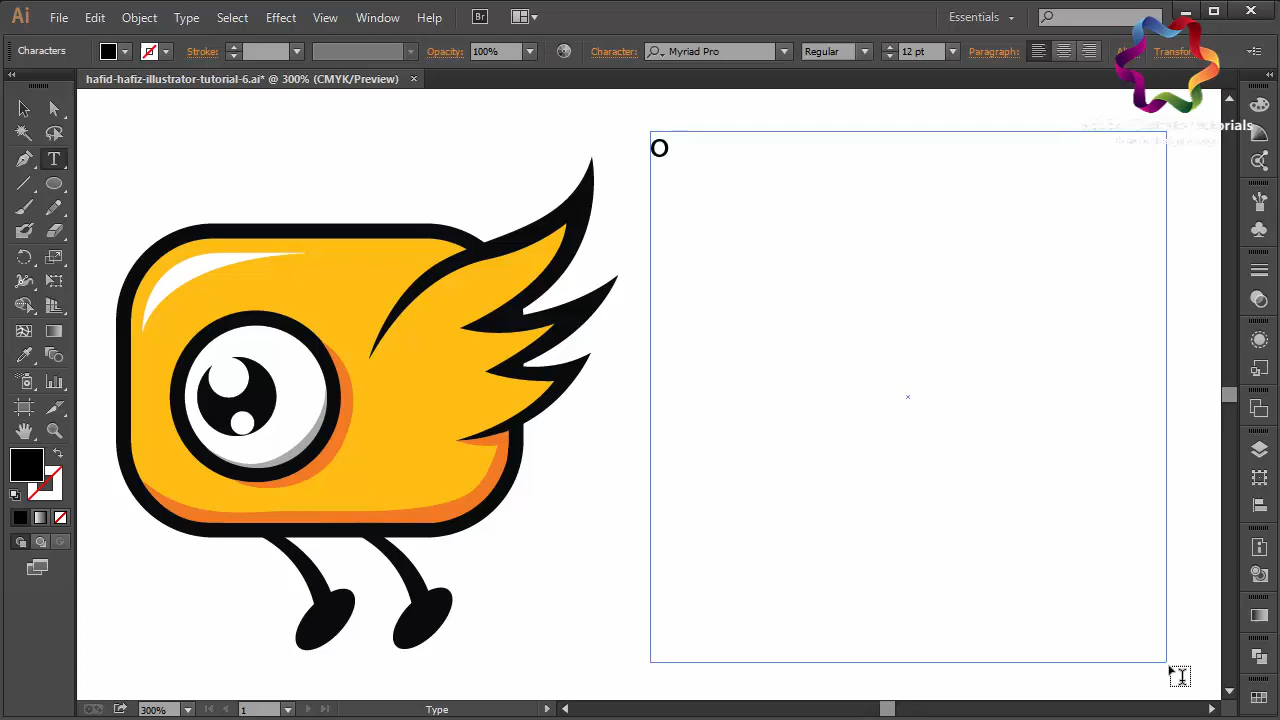 Ai File Edit Object Type Select Effect View Window Help Br Essentials
Characters Stroke: Opacity: 100% Character: Myriad Pro Regular 12 pt Paragraph: Transform
hafid-hafiz-illustrator-tutorial-6.ai* @ 300% (CMYK/Preview)
o
300% 1 Type